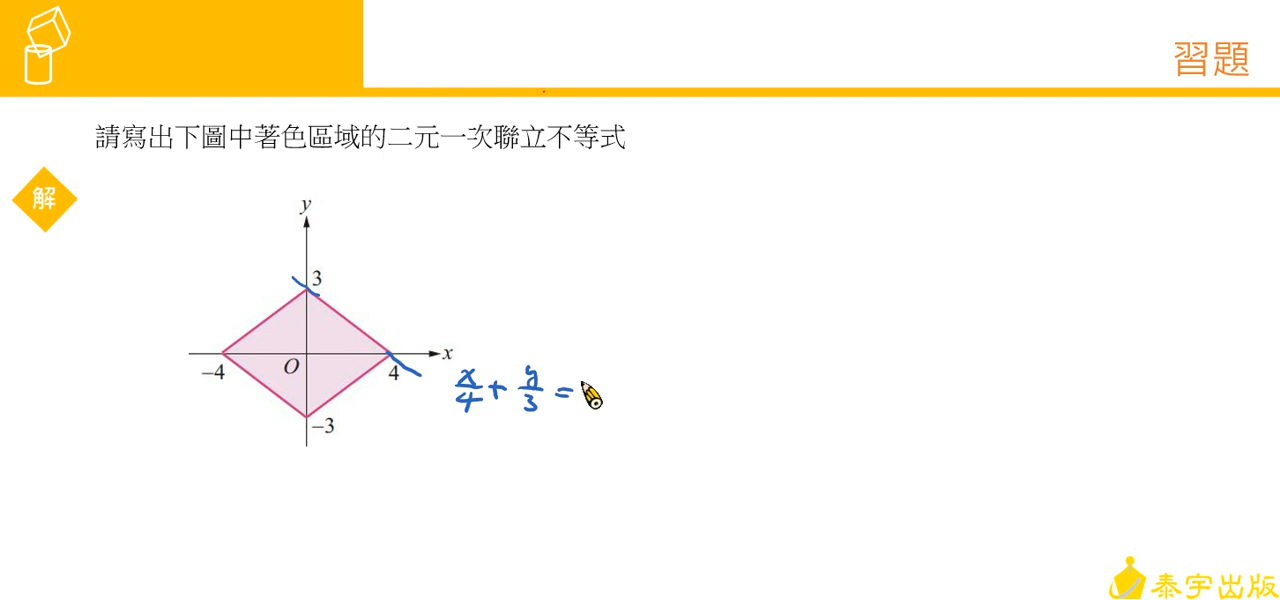 習題
請寫出下圖中著色區域的二元一次聯立不等式
解
y
3
O
x
−4
4
−3
x/4 + y/3 =
泰宇出版